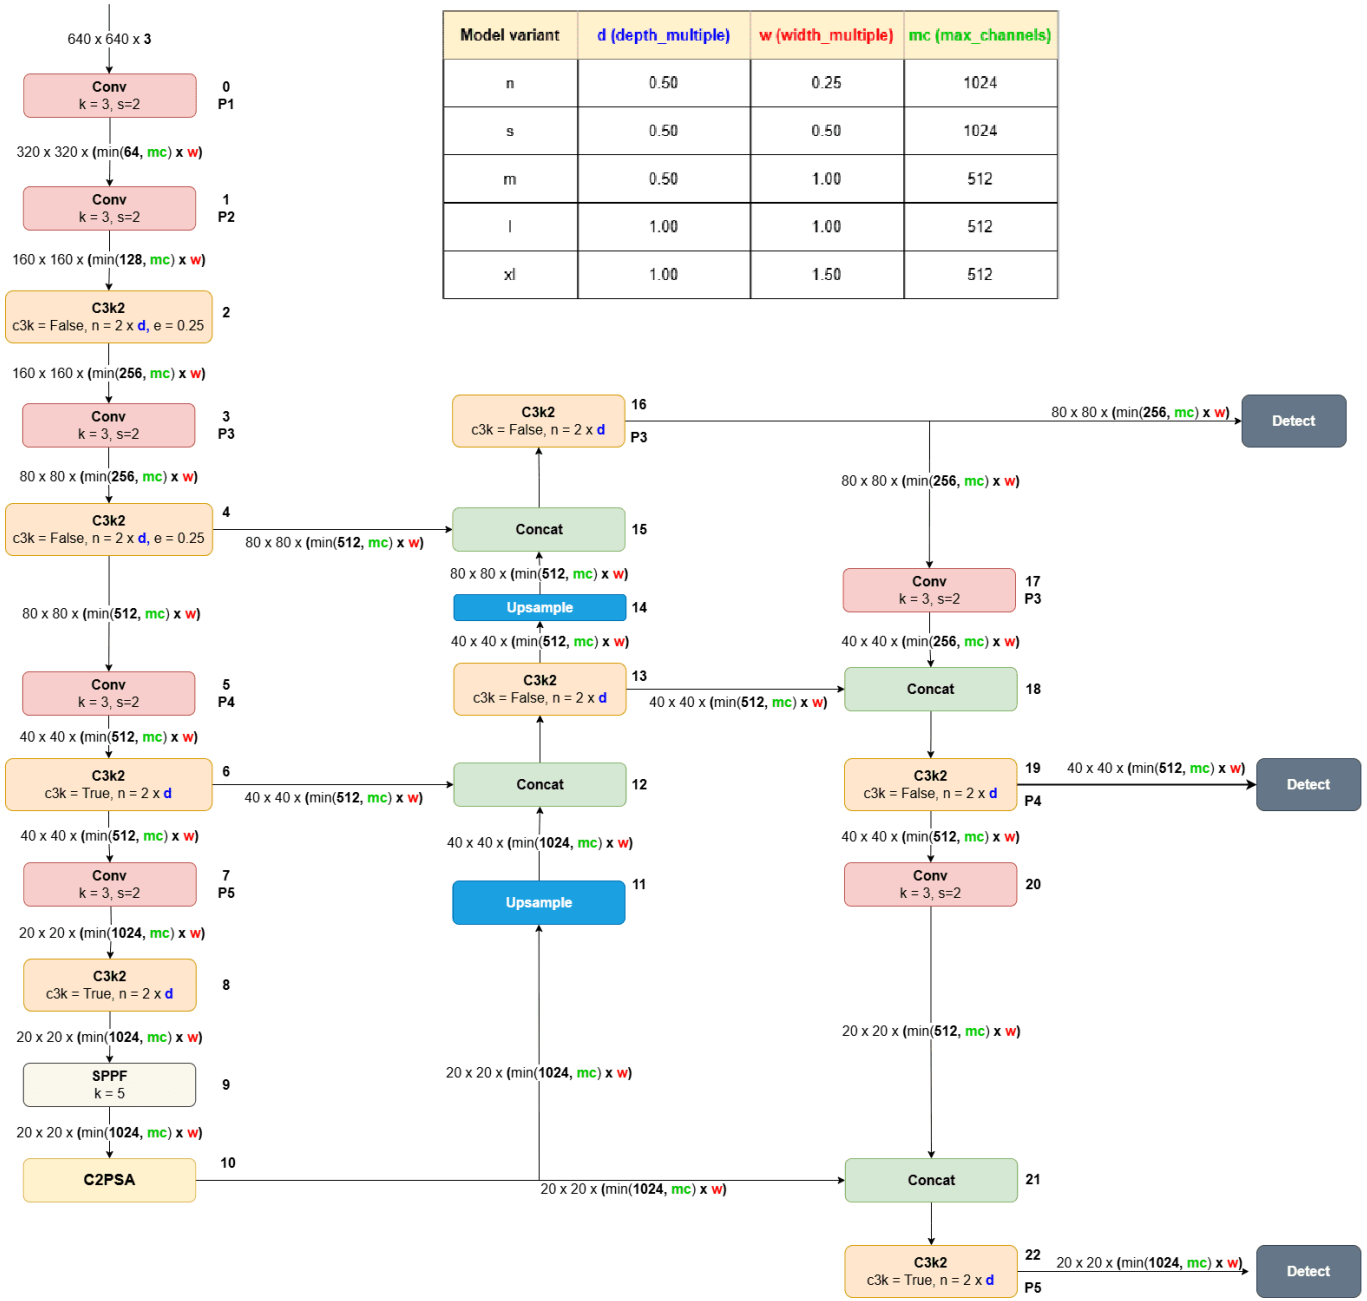 640 x 640 x 3
Conv
k = 3, s=2
0
P1
320 x 320 x (min(64, mc) x w)
Conv
k = 3, s=2
1
P2
160 x 160 x (min(128, mc) x w)
C3k2
c3k = False, n = 2 x d, e = 0.25
2
160 x 160 x (min(256, mc) x w)
Conv
k = 3, s=2
3
P3
80 x 80 x (min(256, mc) x w)
C3k2
c3k = False, n = 2 x d, e = 0.25
4
80 x 80 x (min(512, mc) x w)
80 x 80 x (min(512, mc) x w)
Conv
k = 3, s=2
5
P4
40 x 40 x (min(512, mc) x w)
C3k2
c3k = True, n = 2 x d
6
40 x 40 x (min(512, mc) x w)
40 x 40 x (min(512, mc) x w)
Conv
k = 3, s=2
7
P5
20 x 20 x (min(1024, mc) x w)
C3k2
c3k = True, n = 2 x d
8
20 x 20 x (min(1024, mc) x w)
SPPF
k = 5
9
20 x 20 x (min(1024, mc) x w)
C2PSA
10
20 x 20 x (min(1024, mc) x w)
Model variant d (depth_multiple) w (width_multiple) mc (max_channels)
n 0.50 0.25 1024
s 0.50 0.50 1024
m 0.50 1.00 512
l 1.00 1.00 512
xl 1.00 1.50 512
C3k2
c3k = False, n = 2 x d
16
P3
Concat
15
80 x 80 x (min(512, mc) x w)
Upsample
14
40 x 40 x (min(512, mc) x w)
C3k2
c3k = False, n = 2 x d
13
40 x 40 x (min(512, mc) x w)
Concat
12
40 x 40 x (min(1024, mc) x w)
Upsample
11
20 x 20 x (min(1024, mc) x w)
80 x 80 x (min(256, mc) x w)
Detect
80 x 80 x (min(256, mc) x w)
Conv
k = 3, s=2
17
P3
40 x 40 x (min(256, mc) x w)
Concat
18
C3k2
c3k = False, n = 2 x d
19
P4
40 x 40 x (min(512, mc) x w)
Detect
40 x 40 x (min(512, mc) x w)
Conv
k = 3, s=2
20
20 x 20 x (min(512, mc) x w)
Concat
21
C3k2
c3k = True, n = 2 x d
22
P5
20 x 20 x (min(1024, mc) x w)
Detect